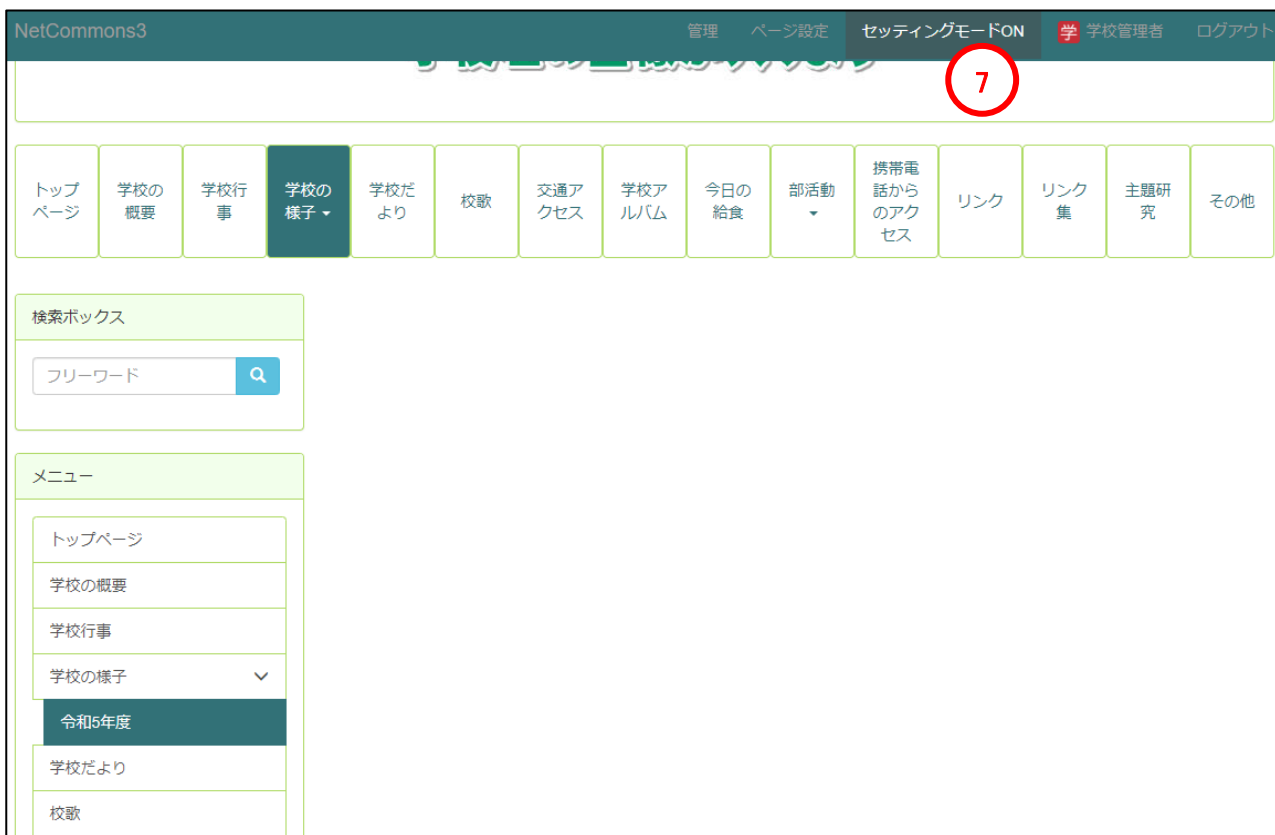 NetCommons3 管理 ページ設定 セッティングモードON 学 学校管理者 ログアウト
7
トップ
ページ
学校の
概要
学校行
事
学校の
様子
学校だ
より
校歌
交通ア
クセス
学校ア
ルバム
今日の
給食
部活動
携帯電
話から
のアク
セス
リンク
リンク
集
主題研
究
その他
検索ボックス
フリーワード
メニュー
トップページ
学校の概要
学校行事
学校の様子
令和5年度
学校だより
校歌